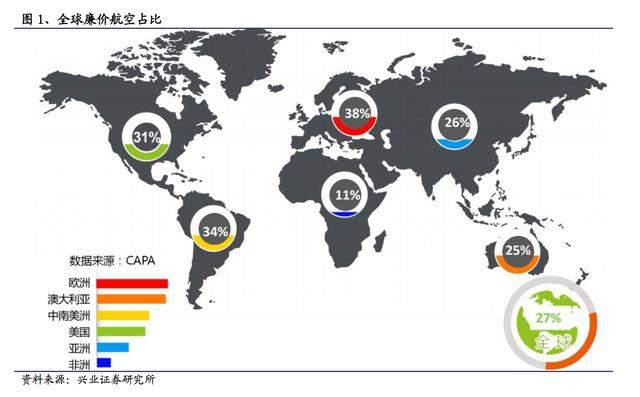 图 1、全球廉价航空占比
31%
38%
26%
11%
34%
25%
数据来源：CAPA
欧洲
澳大利亚
中南美洲
美国
亚洲
非洲
27%
全球
资料来源：兴业证券研究所